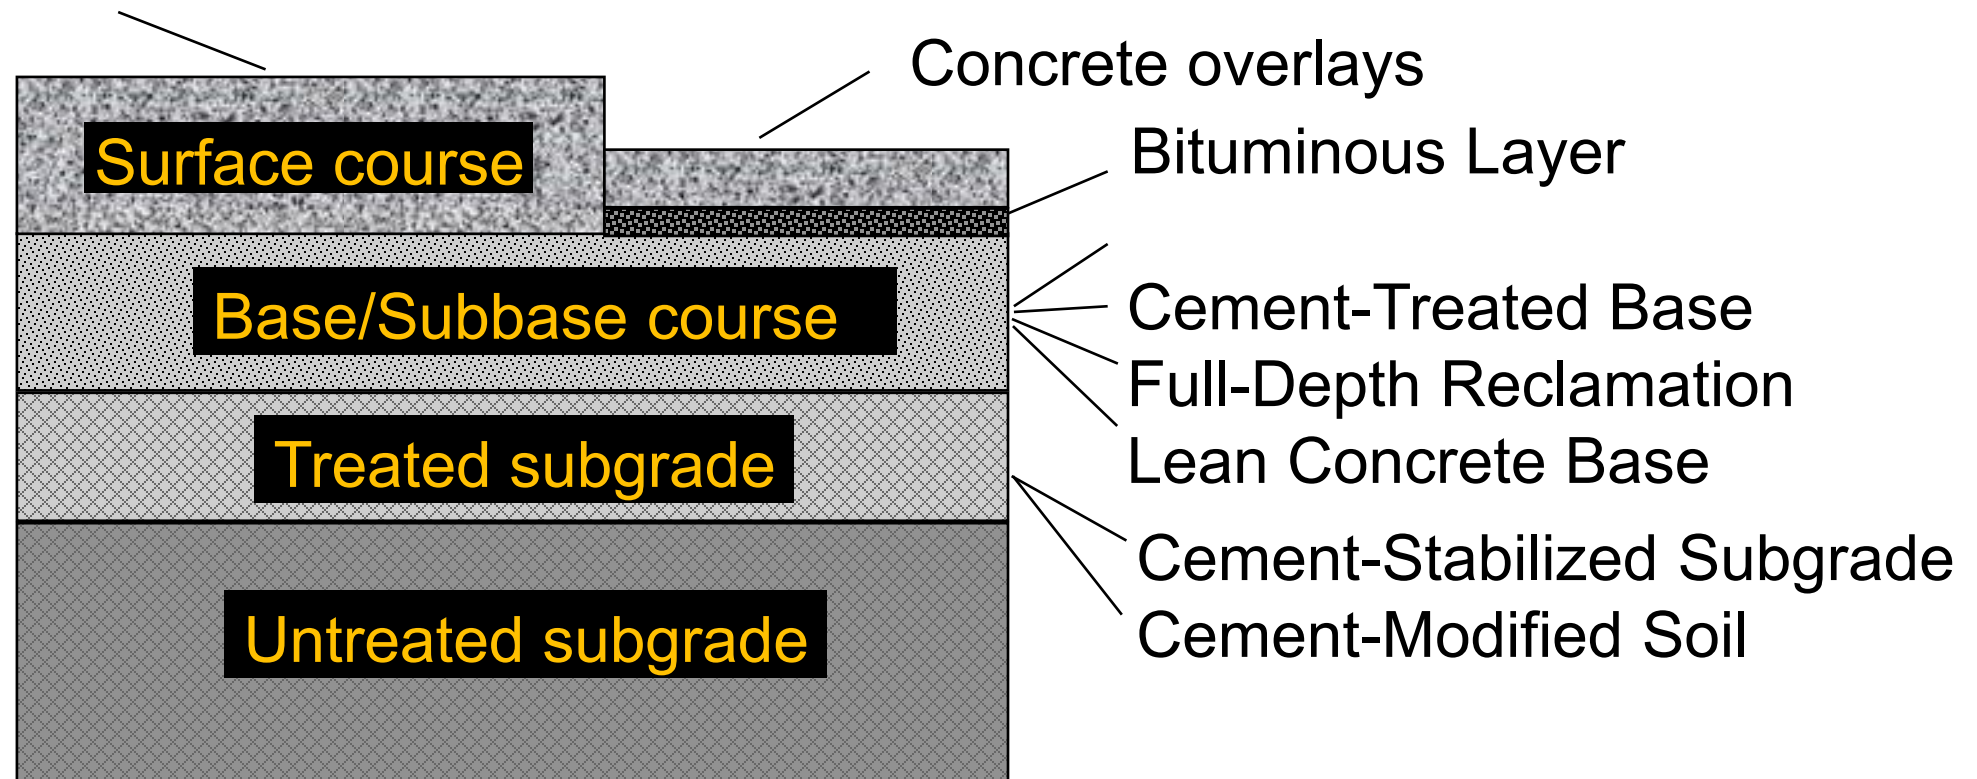 Concrete overlays
Bituminous Layer
Surface course
Base/Subbase course
Cement-Treated Base
Full-Depth Reclamation
Lean Concrete Base
Treated subgrade
Cement-Stabilized Subgrade
Cement-Modified Soil
Untreated subgrade